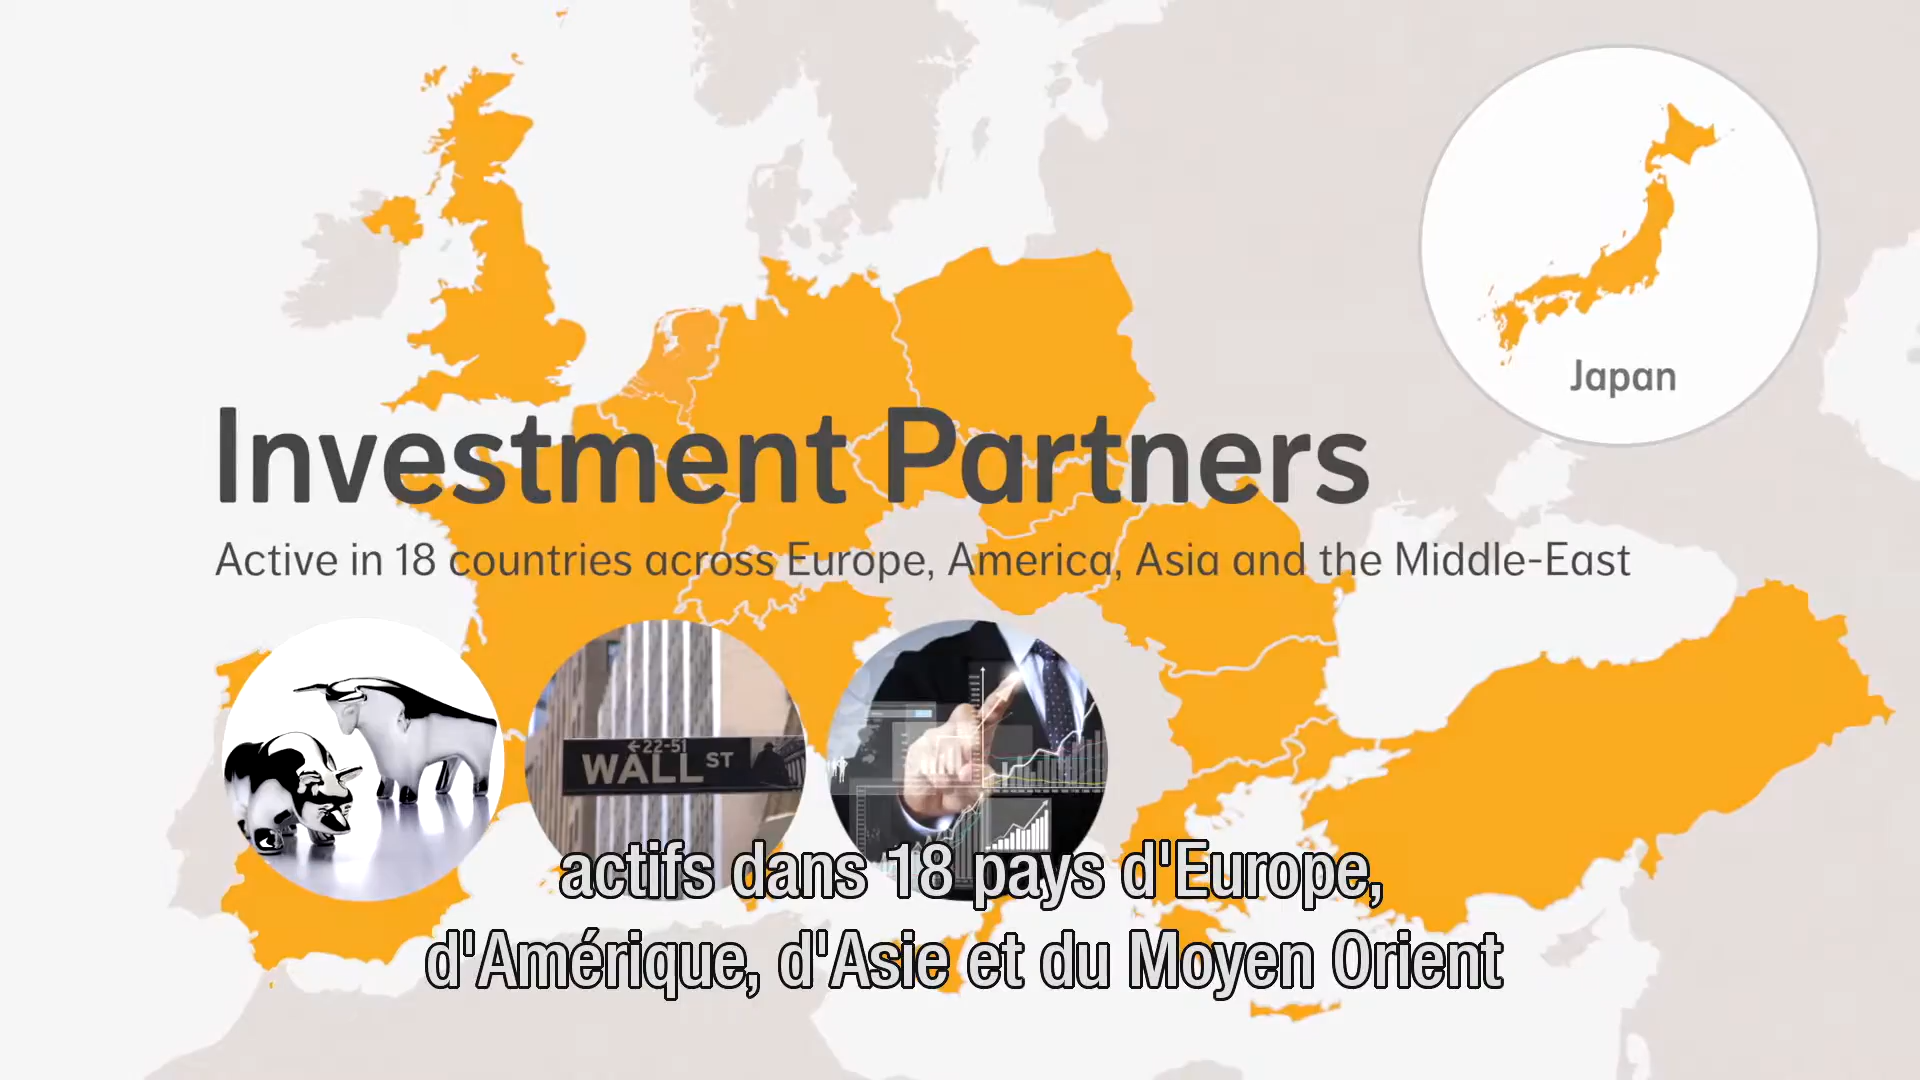 Japan
Investment Partners
Active in 18 countries across Europe, America, Asia and the Middle-East
←22-51
WALL ST
actifs dans 18 pays d'Europe,
d'Amérique, d'Asie et du Moyen Orient